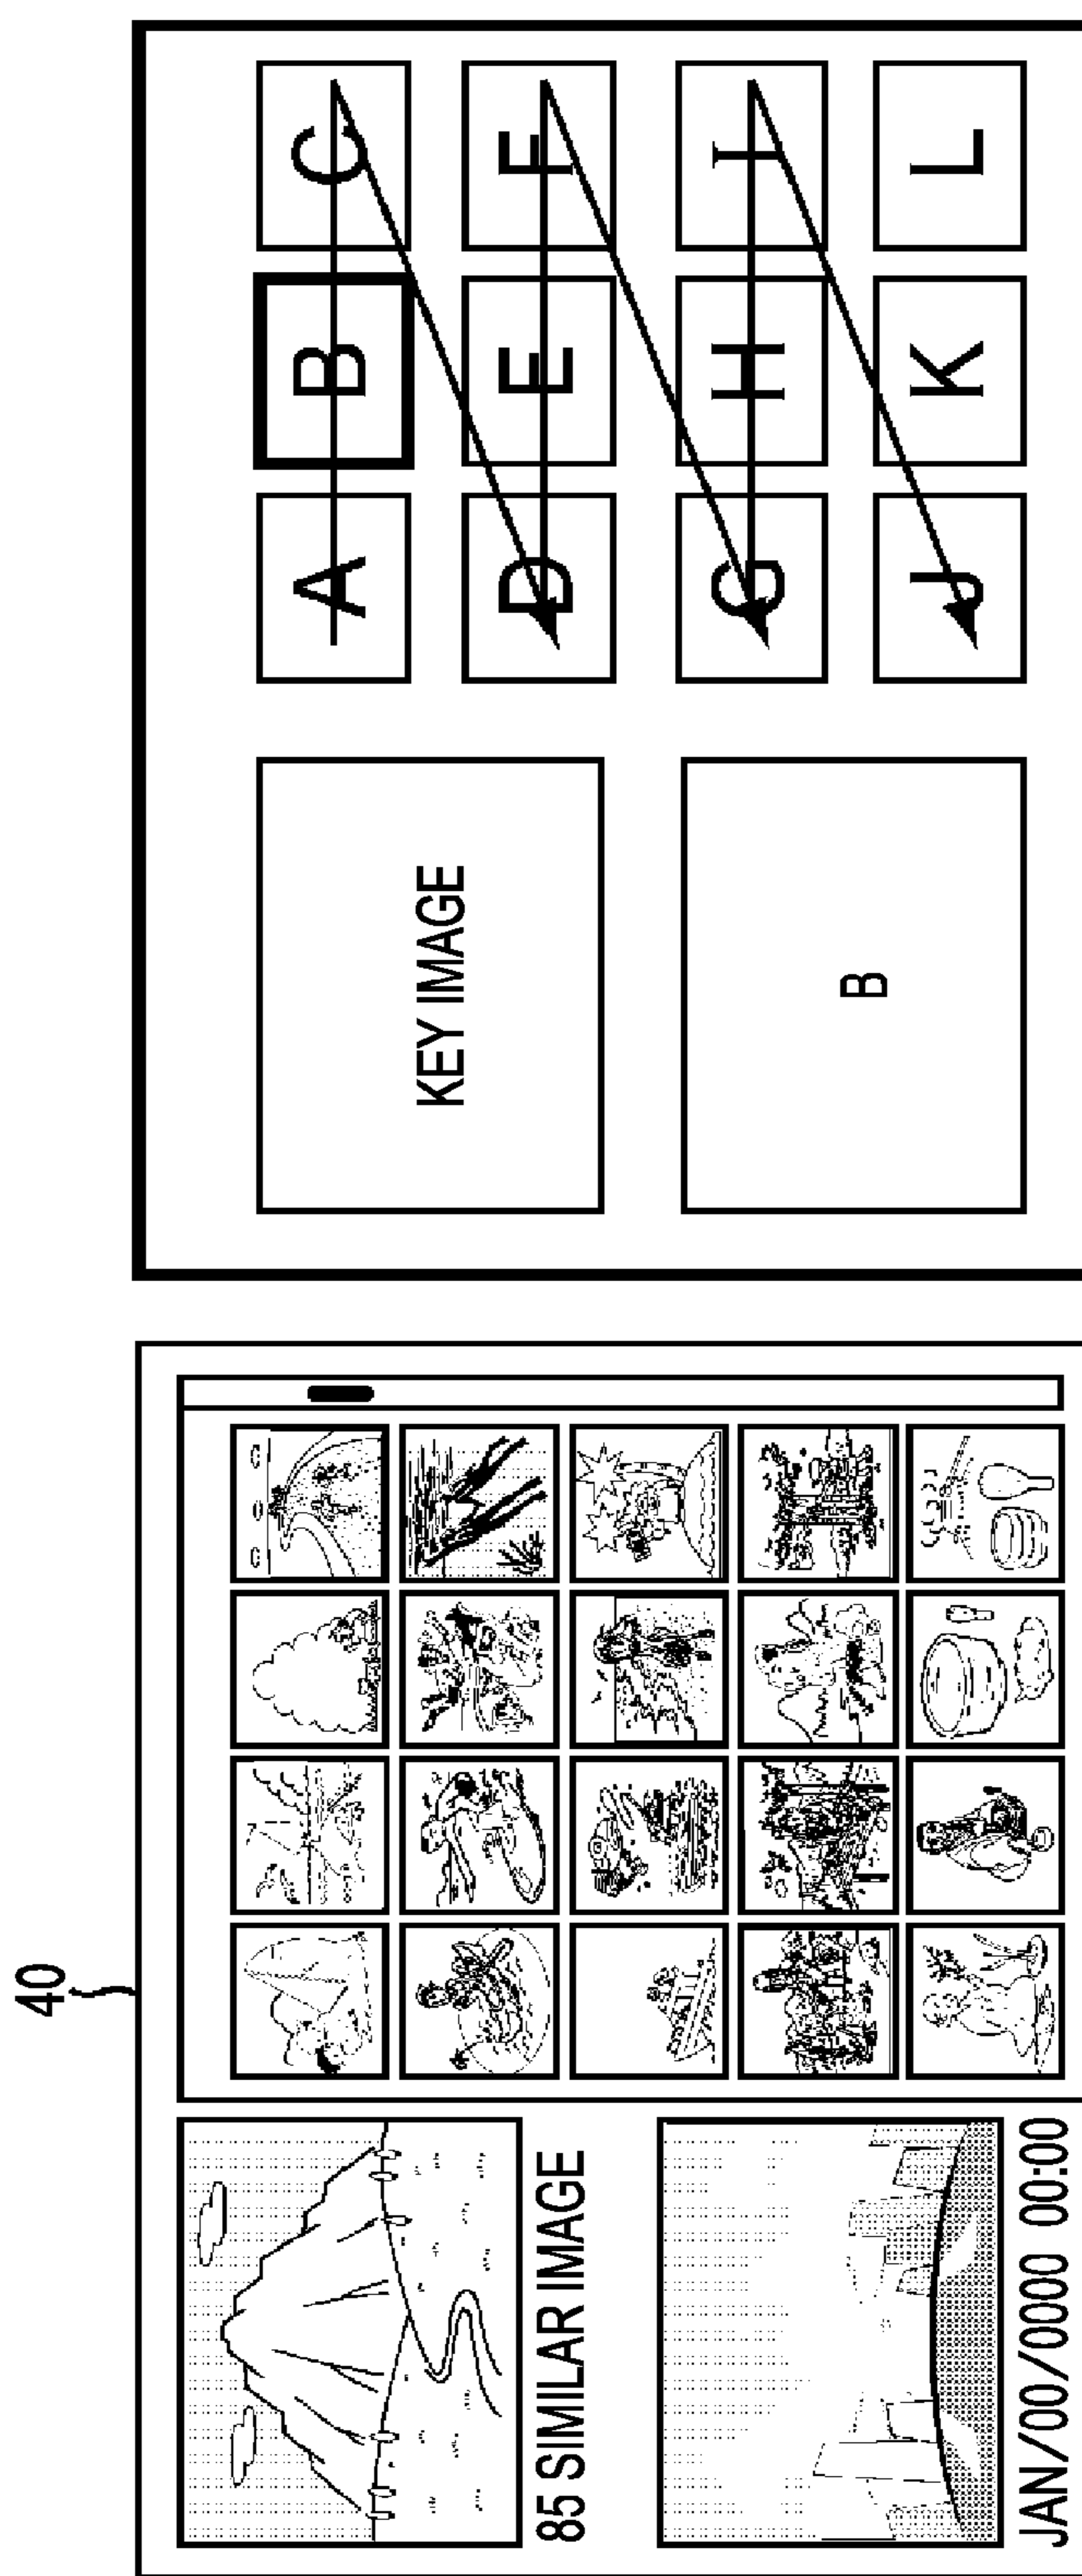 40
85 SIMILAR IMAGE
JAN/00/0000 00:00
KEY IMAGE
B
A B C
D E F
G H I
J K L